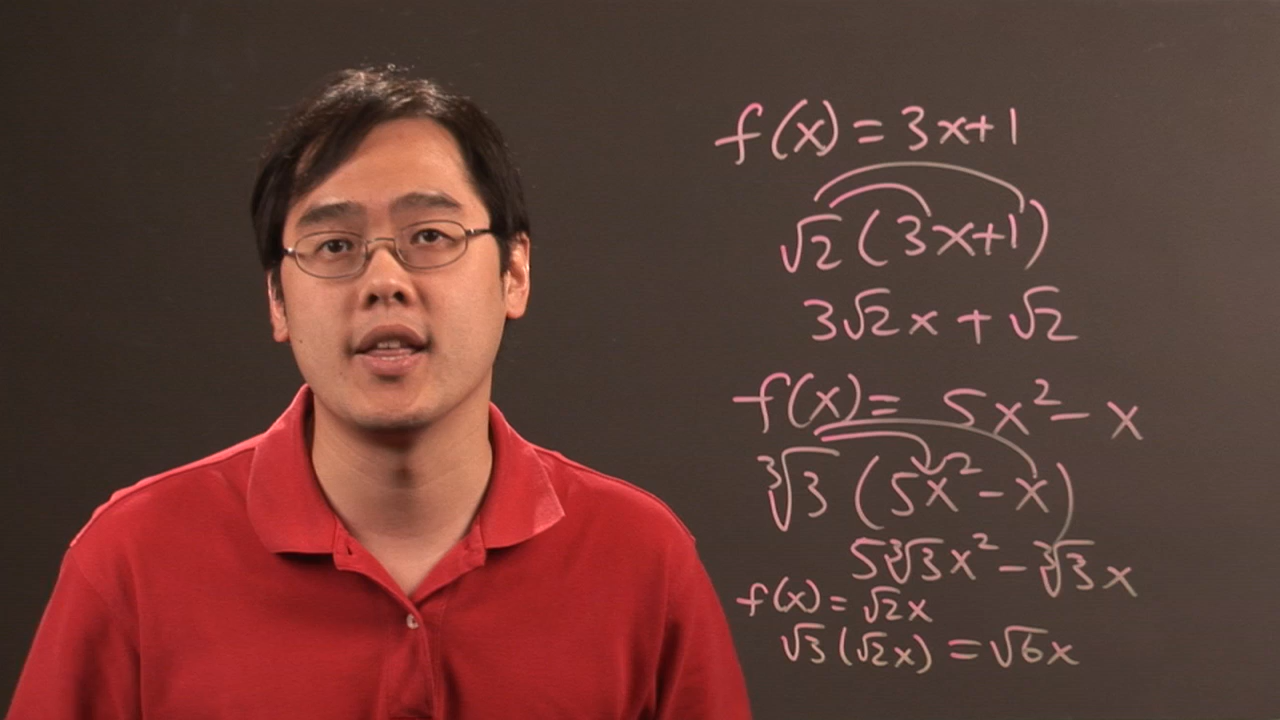 f(x) = 3x+1
√2 (3x+1)
3√2x + √2
f(x) = 5x² - x
∛3 (5x² - x)
5∛3x² - ∛3x
f(x) = √2x
√3 (√2x) = √6x